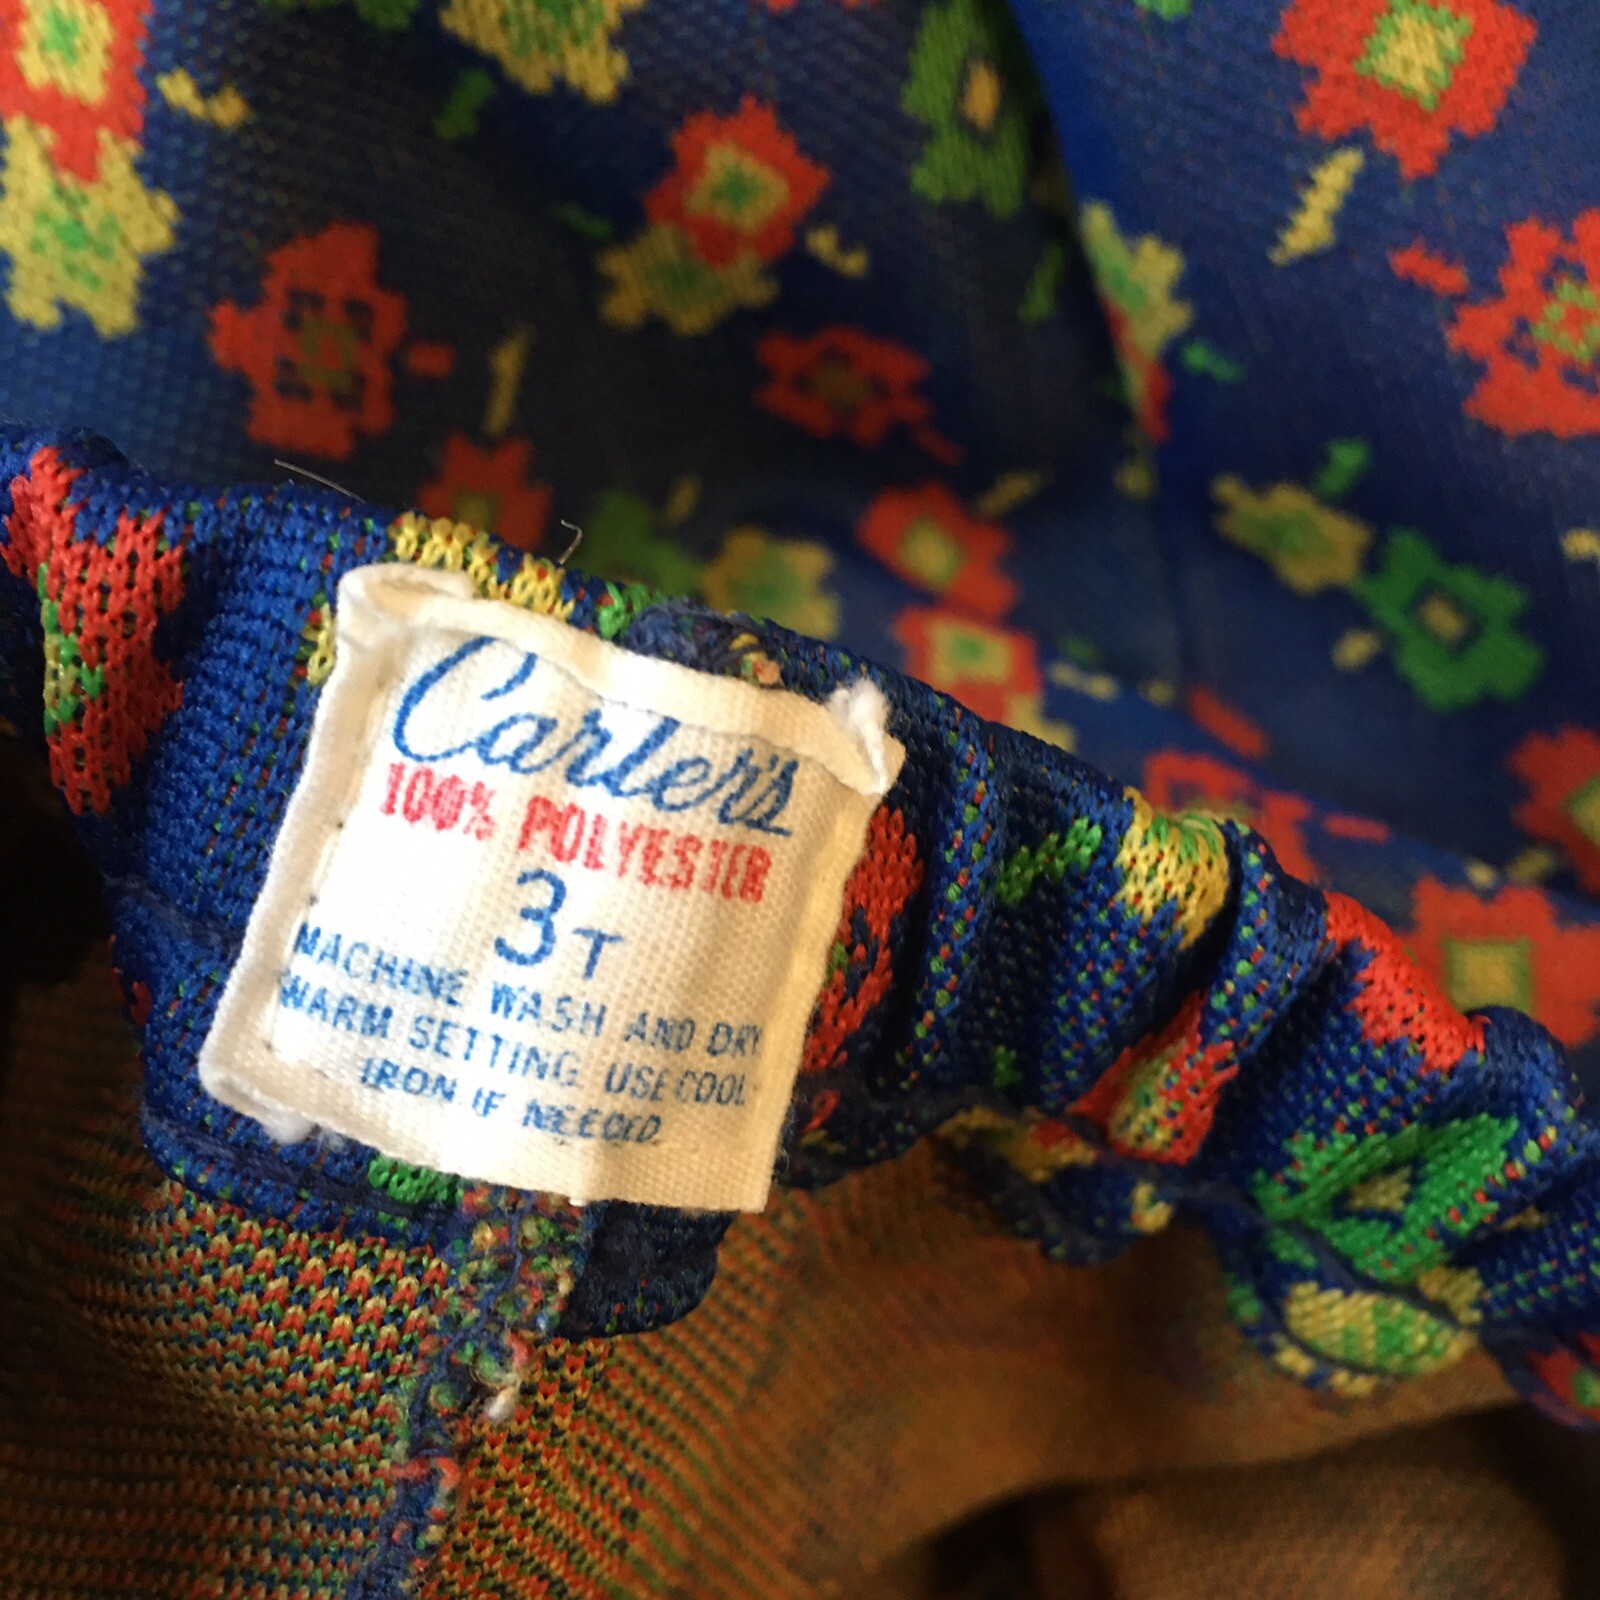 Carter's
100% POLYESTER
3T
MACHINE WASH AND DRY
WARM SETTING USE COOL
IRON IF NEEDED